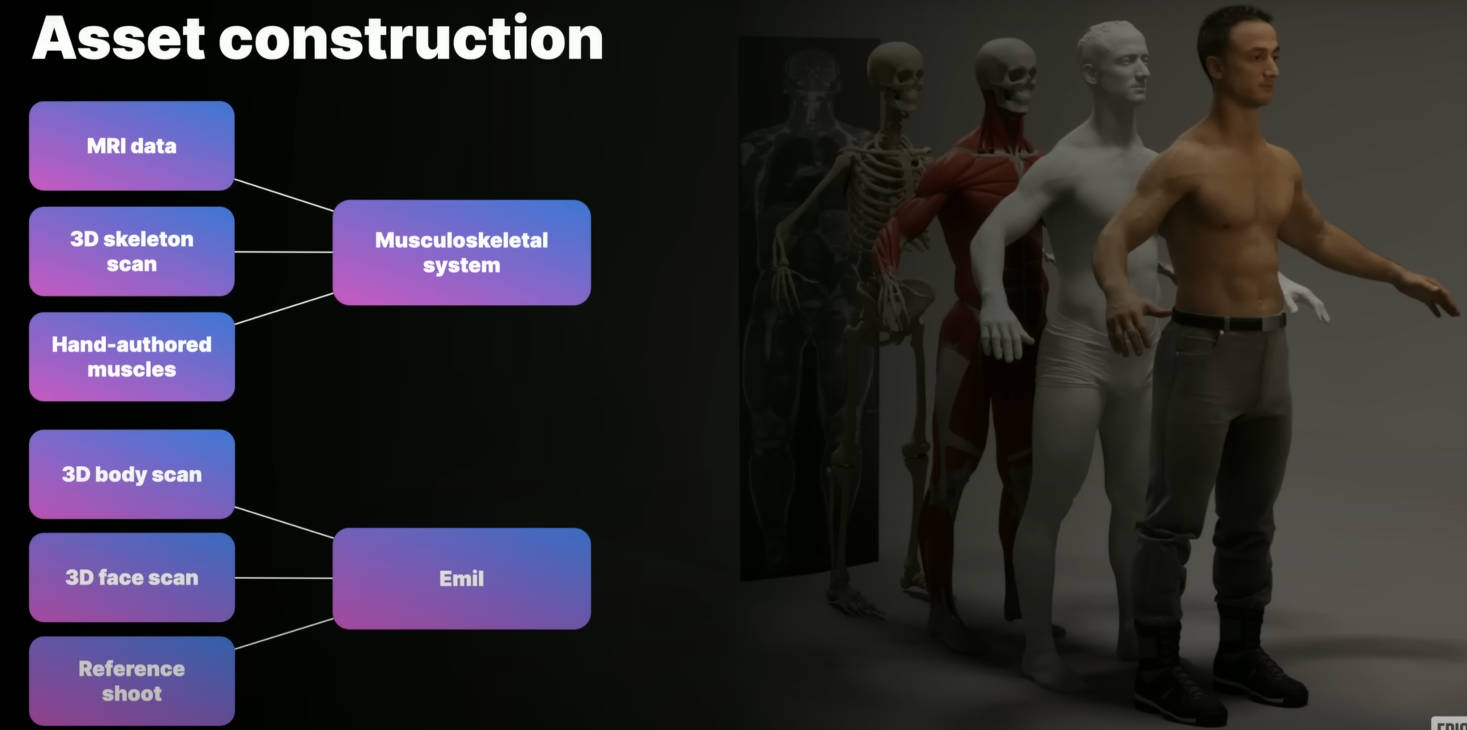 Asset construction
MRI data
3D skeleton
scan
Hand-authored
muscles
Musculoskeletal
system
3D body scan
3D face scan
Reference
shoot
Emil